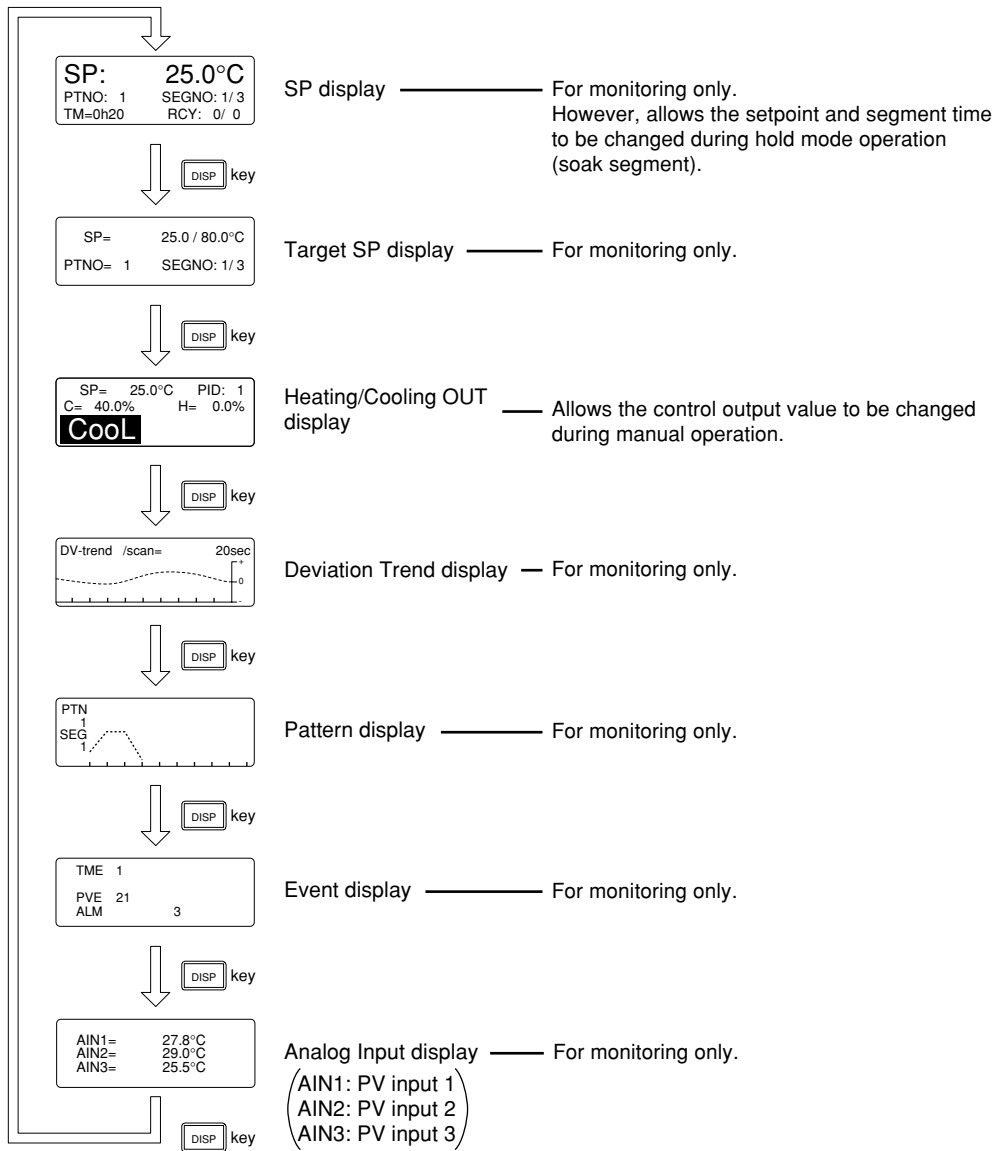 SP: 25.0°C
PTNO: 1 SEGNO: 1/ 3
TM=0h20 RCY: 0/ 0
SP display
For monitoring only.
However, allows the setpoint and segment time
to be changed during hold mode operation
(soak segment).
DISP key
SP= 25.0 / 80.0°C
PTNO= 1 SEGNO: 1/ 3
Target SP display
For monitoring only.
DISP key
SP= 25.0°C PID: 1
C= 40.0% H= 0.0%
CooL
Heating/Cooling OUT
display
Allows the control output value to be changed
during manual operation.
DISP key
DV-trend /scan= 20sec
+
0
-
Deviation Trend display
For monitoring only.
DISP key
PTN
1
SEG
1
Pattern display
For monitoring only.
DISP key
TME 1
PVE 21
ALM 3
Event display
For monitoring only.
DISP key
AIN1= 27.8°C
AIN2= 29.0°C
AIN3= 25.5°C
Analog Input display
For monitoring only.
(AIN1: PV input 1
AIN2: PV input 2
AIN3: PV input 3)
DISP key